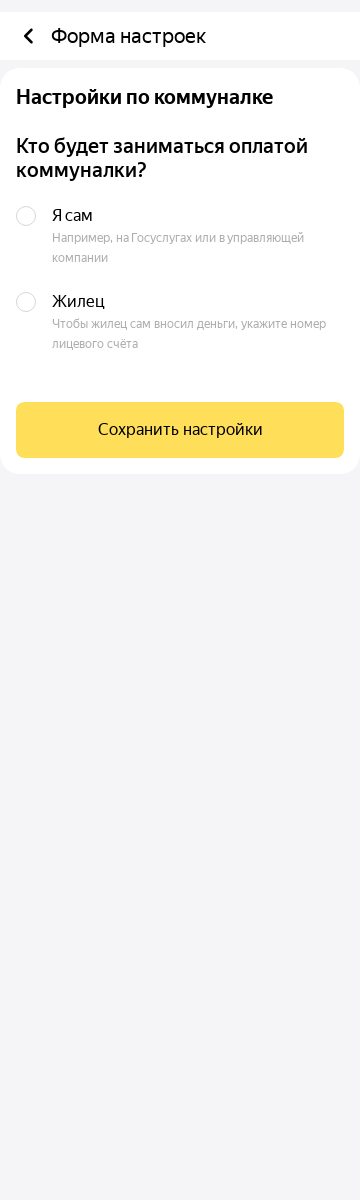 Форма настроек
Настройки по коммуналке
Кто будет заниматься оплатой
коммуналки?
Я сам
Например, на Госуслугах или в управляющей
компании
Жилец
Чтобы жилец сам вносил деньги, укажите номер
лицевого счёта
Сохранить настройки